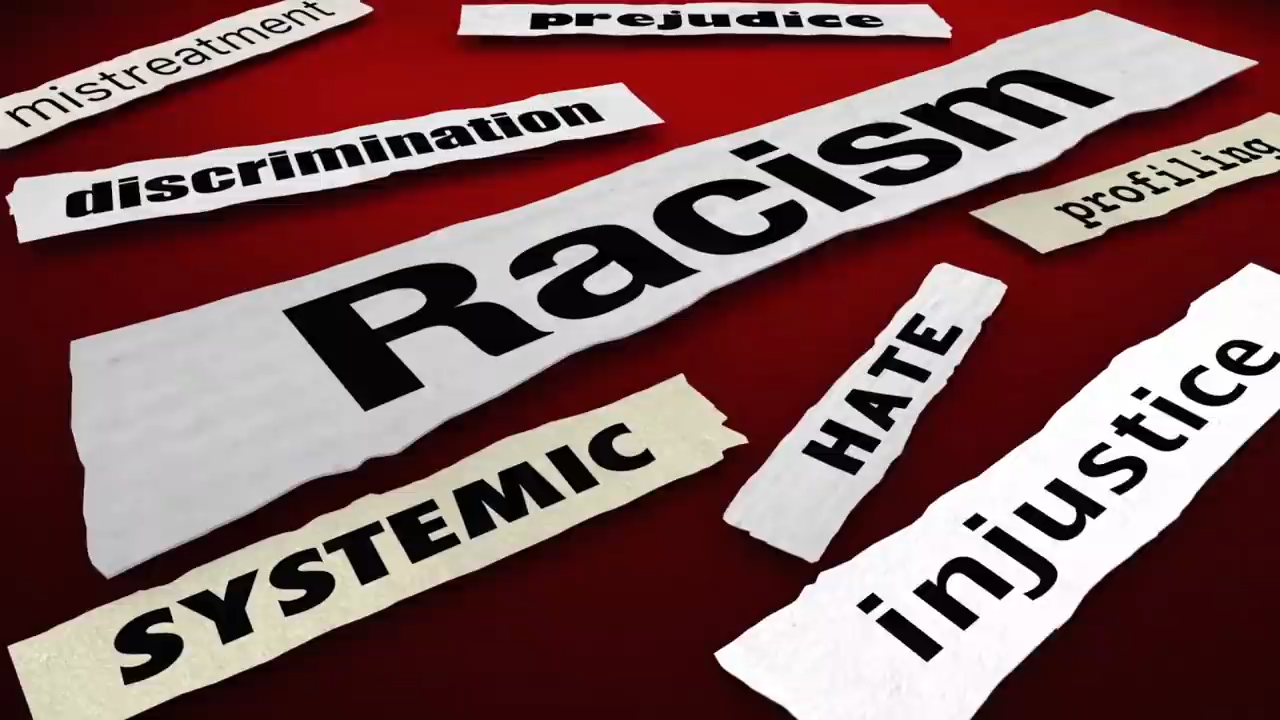 mistreatment
prejudice
discrimination
Racism
profiling
HATE
SYSTEMIC
injustice